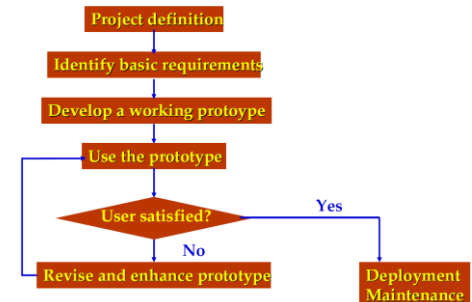 Project definition
Identify basic requirements
Develop a working protoype
Use the prototype
User satisfied?
Yes
No
Revise and enhance prototype
Deployment
Maintenance